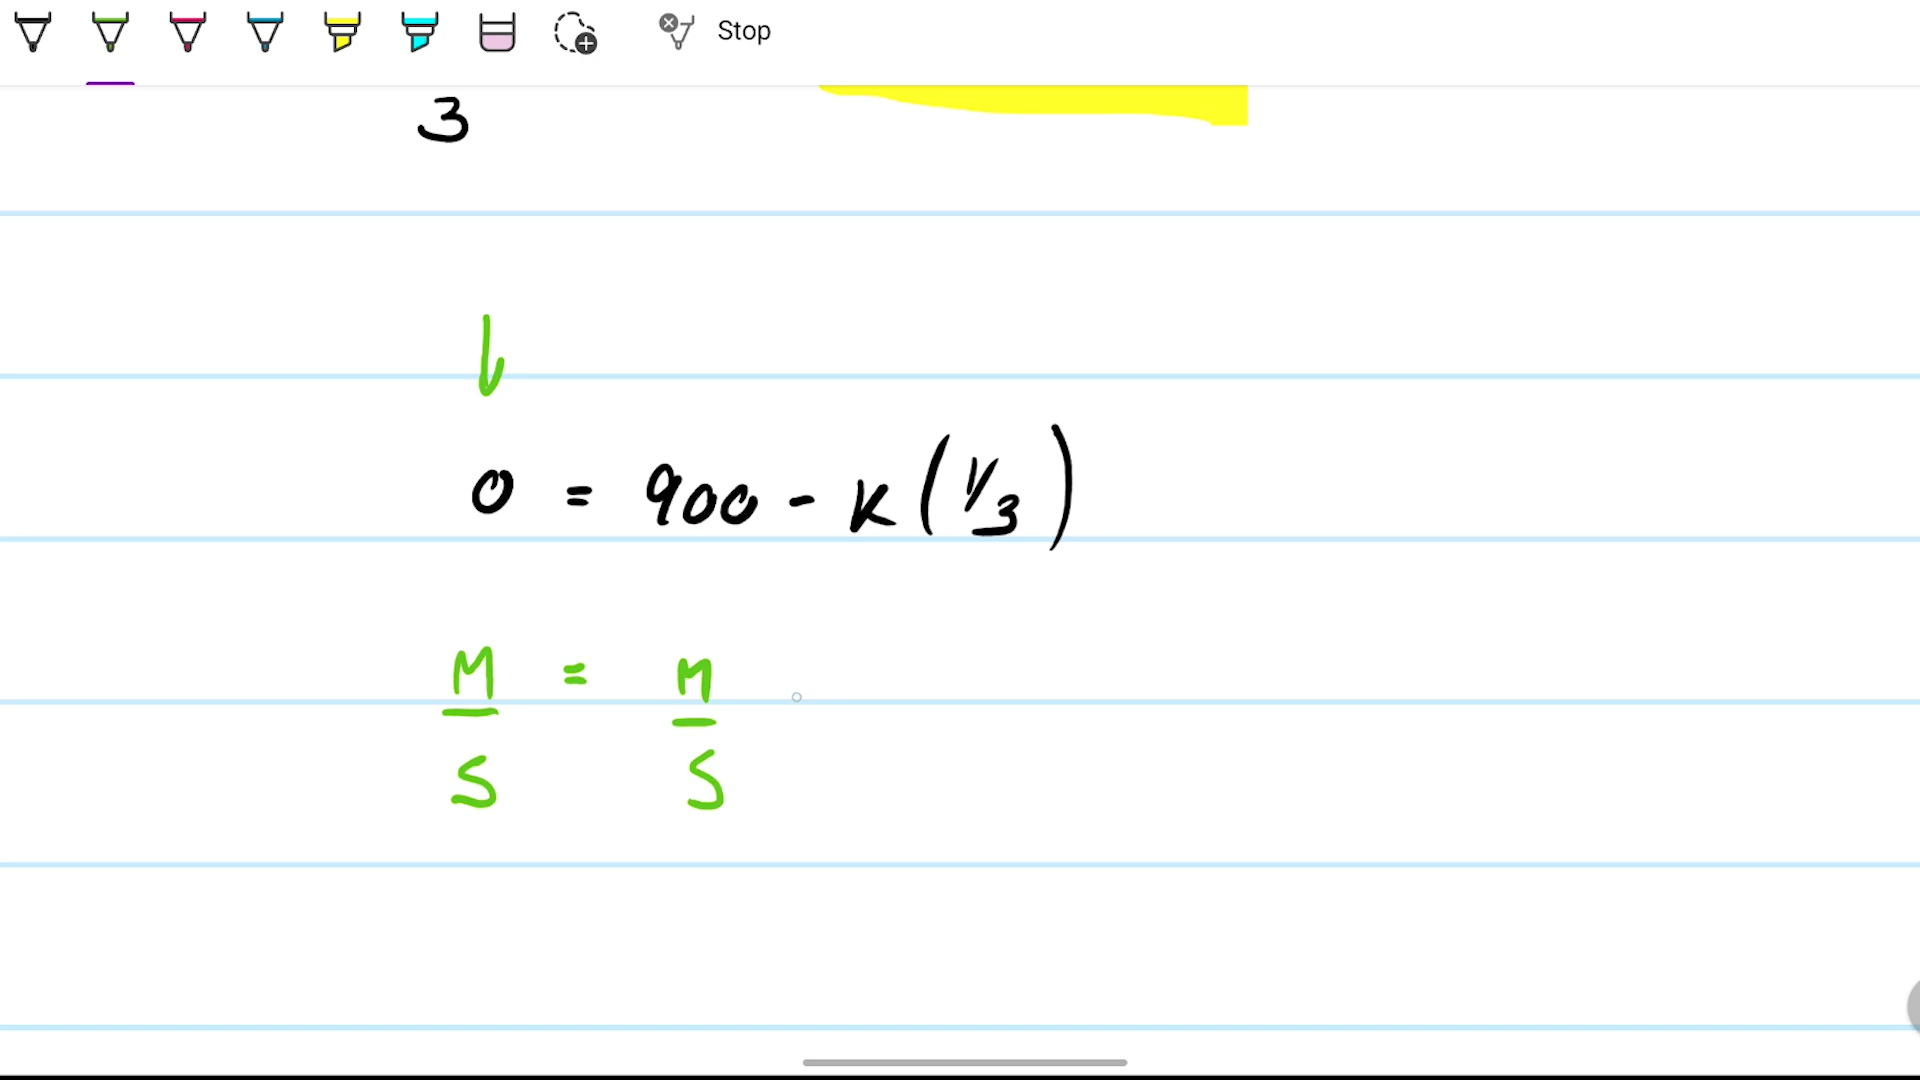 Stop
3
0 = 900 - K (1/3)
M = M
S S